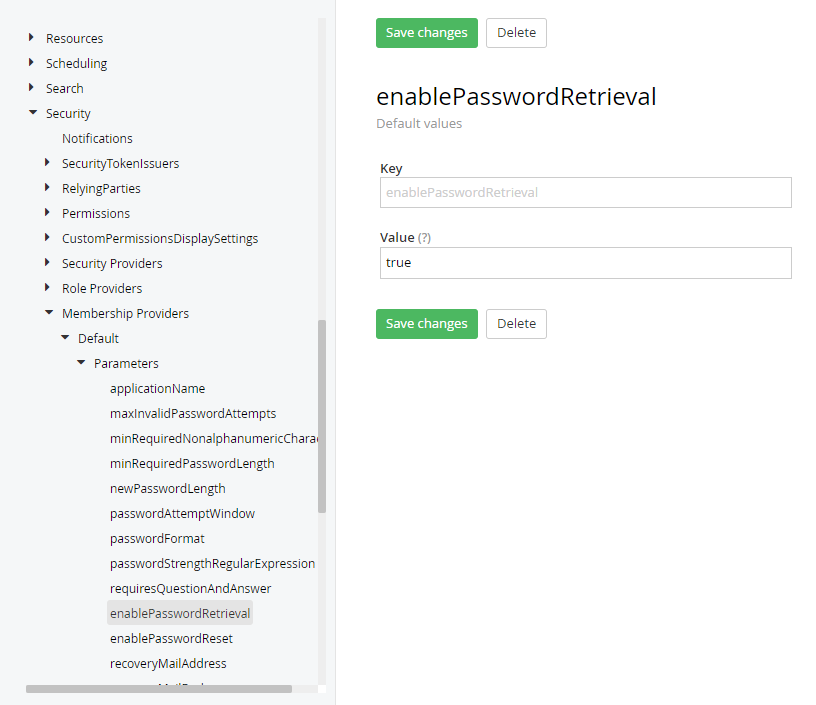 Resources
Scheduling
Search
Security
Notifications
SecurityTokenIssuers
RelyingParties
Permissions
CustomPermissionsDisplaySettings
Security Providers
Role Providers
Membership Providers
Default
Parameters
applicationName
maxInvalidPasswordAttempts
minRequiredNonalphanumericCharac
minRequiredPasswordLength
newPasswordLength
passwordAttemptWindow
passwordFormat
passwordStrengthRegularExpression
requiresQuestionAndAnswer
enablePasswordRetrieval
enablePasswordReset
recoveryMailAddress
Save changes Delete
enablePasswordRetrieval
Default values
Key
enablePasswordRetrieval
Value (?)
true
Save changes Delete